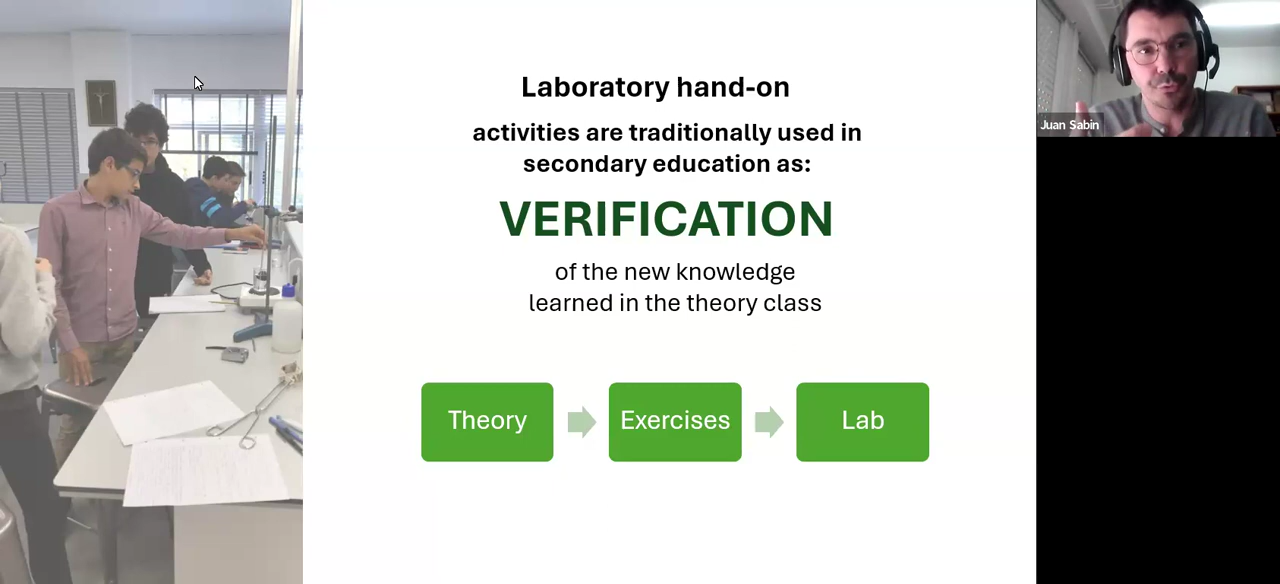 Laboratory hand-on
activities are traditionally used in
secondary education as:
VERIFICATION
of the new knowledge
learned in the theory class
Theory
Exercises
Lab
Juan Sabin